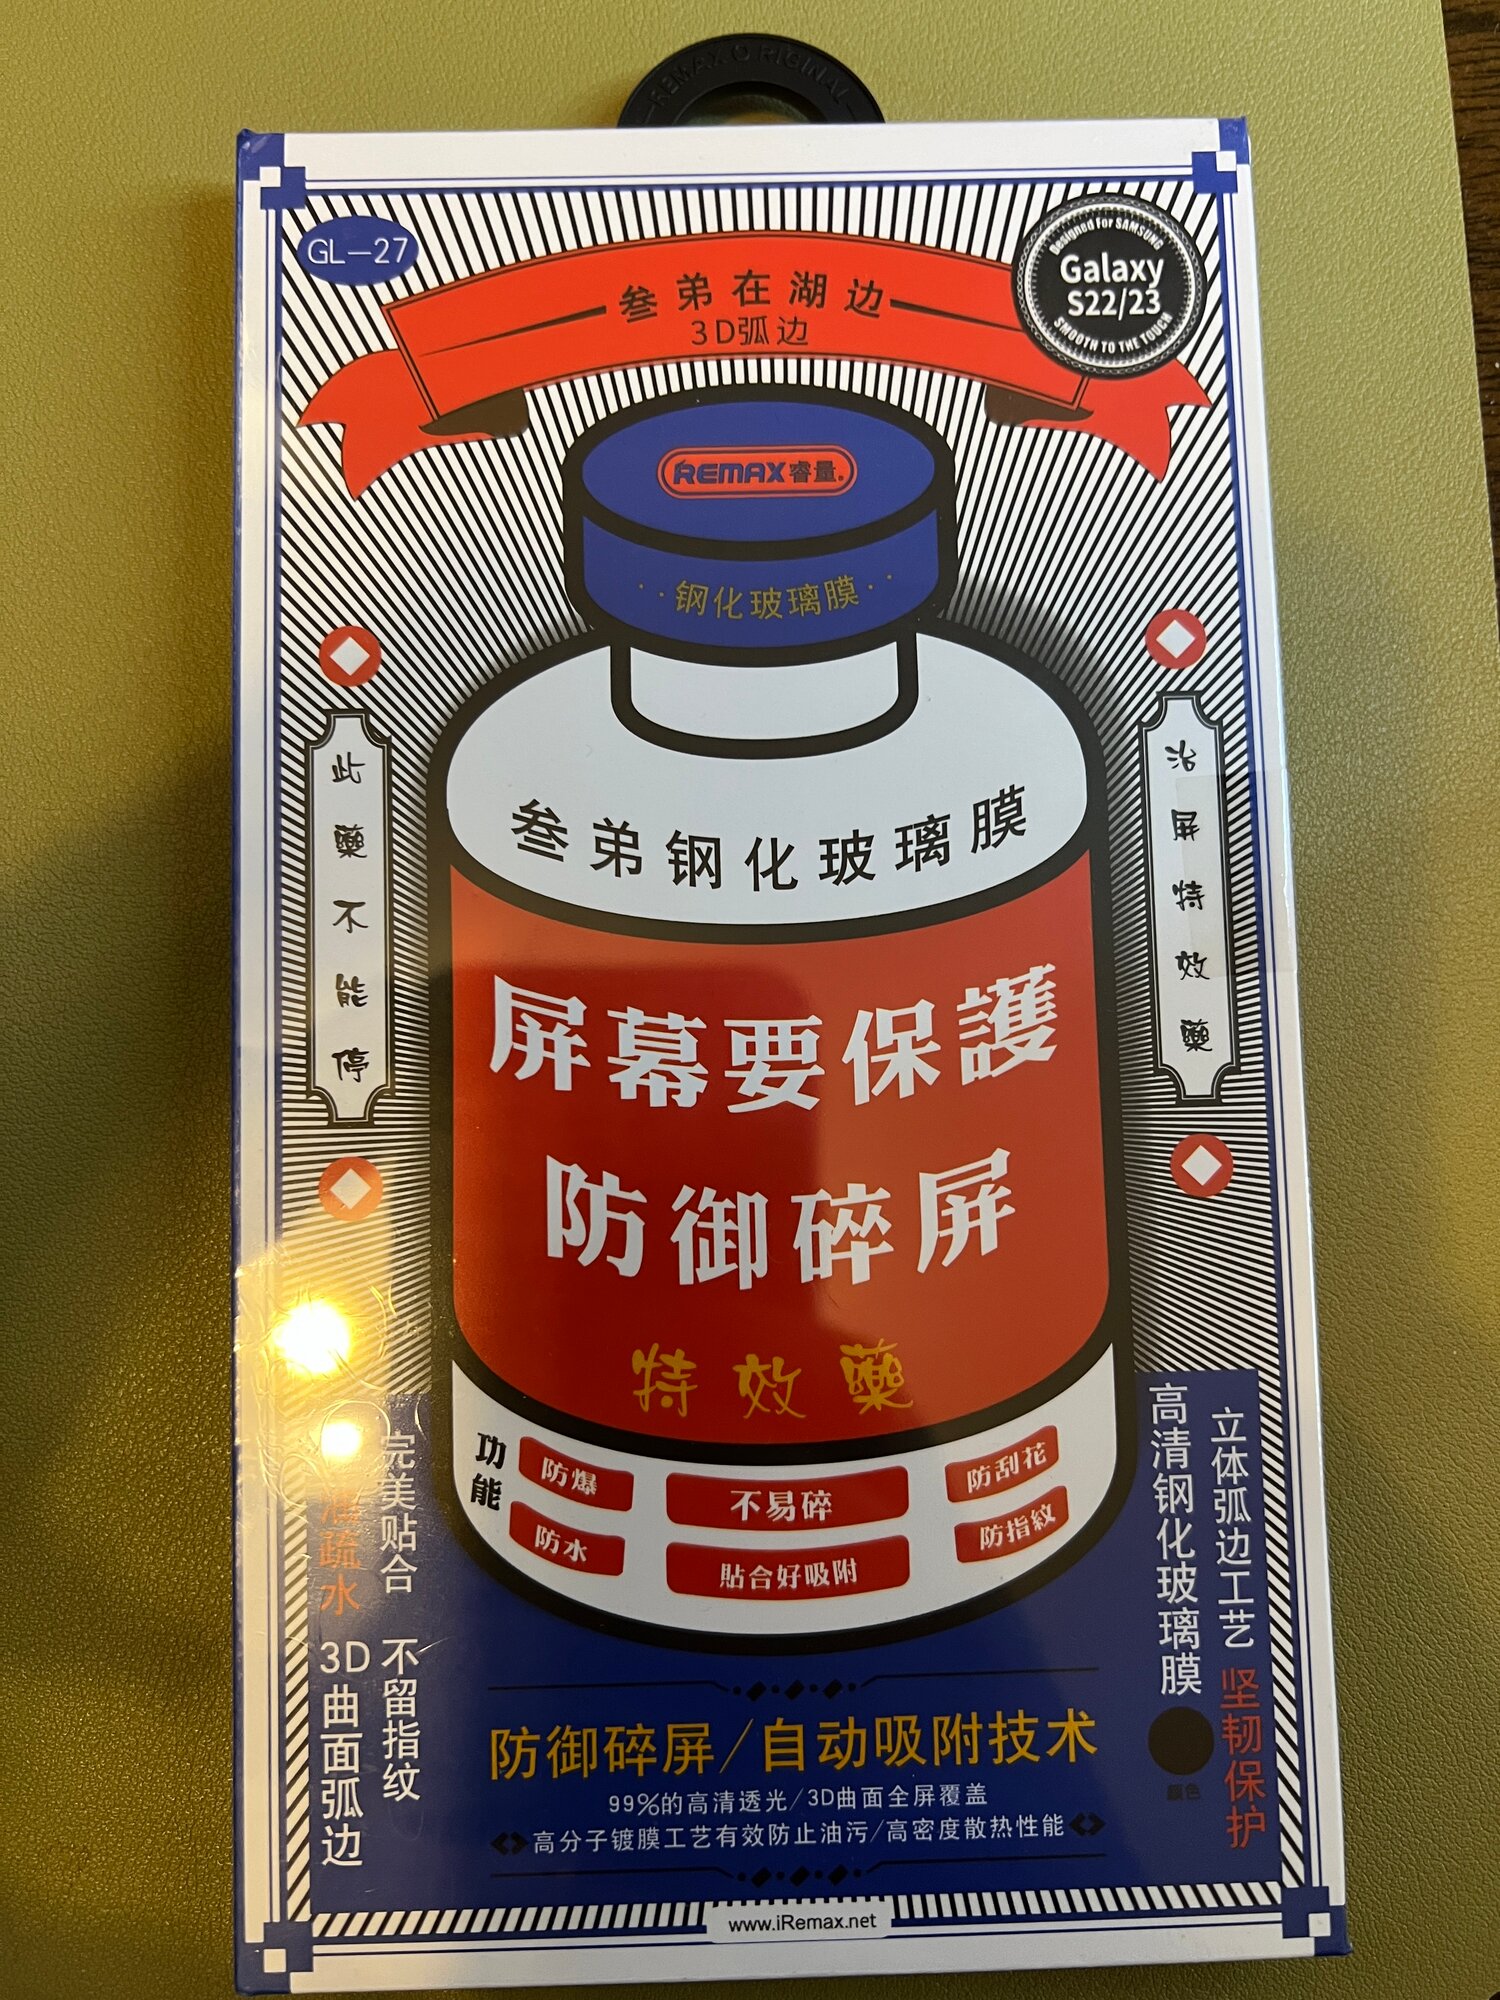 REMAX ORIGINAL
GL-27
Designed For SAMSUNG
Galaxy
S22/23
SMOOTH TO THE TOUCH
叁弟在湖边
3D弧边
REMAX睿量
钢化玻璃膜
叁弟钢化玻璃膜
此藥不能停
治屏特效藥
屏幕要保護
防御碎屏
特效藥
功能
防爆
不易碎
防刮花
防水
貼合好吸附
防指紋
完美贴合 不留指纹
疏水
3D曲面弧边
高清钢化玻璃膜
立体弧边工艺
坚韧保护
颜色
防御碎屏/自动吸附技术
99%的高清透光/3D曲面全屏覆盖
高分子镀膜工艺有效防止油污/高密度散热性能
www.iRemax.net